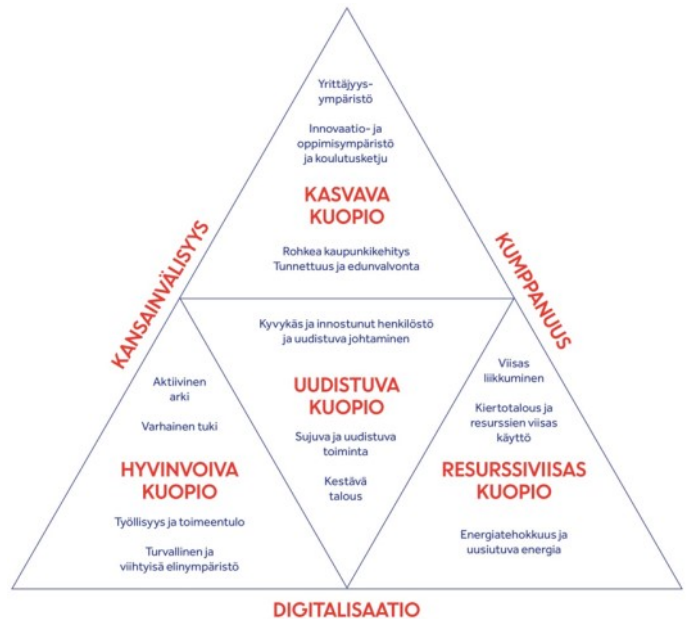 Yrittäjyys-
ympäristö
Innovaatio- ja
oppimisympäristö
ja koulutusketju
KASVAVA
KUOPIO
Rohkea kaupunkikehitys
Tunnettuus ja edunvalvonta
KANSAINVÄLISYYS
KUMPPANUUS
Kyvykäs ja innostunut henkilöstö
ja uudistuva johtaminen
UUDISTUVA
KUOPIO
Sujuva ja uudistuva
toiminta
Kestävä
talous
Aktiivinen
arki
Varhainen tuki
HYVINVOIVA
KUOPIO
Työllisyys ja toimeentulo
Turvallinen ja
viihtyisä elinympäristö
Viisas
liikkuminen
Kiertotalous ja
resurssien viisas
käyttö
RESURSSIVIISAS
KUOPIO
Energiatehokkuus ja
uusiutuva energia
DIGITALISAATIO